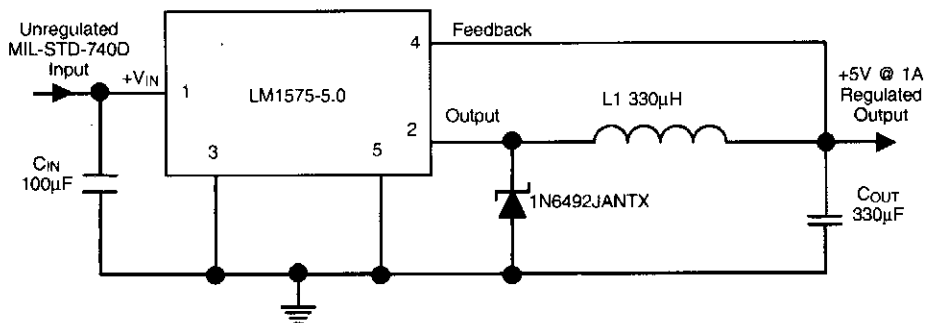 Unregulated
MIL-STD-740D
Input
+VIN
1
LM1575-5.0
4
Feedback
2
Output
3
5
L1 330µH
+5V @ 1A
Regulated
Output
CIN
100µF
1N6492JANTX
COUT
330µF